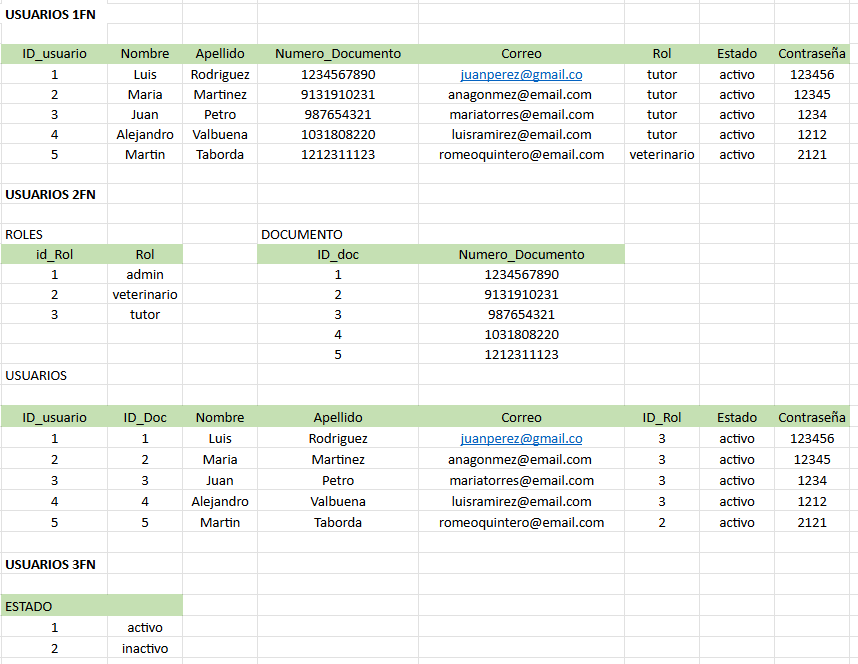 USUARIOS 1FN
ID_usuario Nombre Apellido Numero_Documento Correo Rol Estado Contraseña
1 Luis Rodriguez 1234567890 juanperez@gmail.co tutor activo 123456
2 Maria Martinez 9131910231 anagonmez@email.com tutor activo 12345
3 Juan Petro 987654321 mariatorres@email.com tutor activo 1234
4 Alejandro Valbuena 1031808220 luisramirez@email.com tutor activo 1212
5 Martin Taborda 1212311123 romeoquintero@email.com veterinario activo 2121
USUARIOS 2FN
ROLES DOCUMENTO
id_Rol Rol ID_doc Numero_Documento
1 admin 1 1234567890
2 veterinario 2 9131910231
3 tutor 3 987654321
4 1031808220
5 1212311123
USUARIOS
ID_usuario ID_Doc Nombre Apellido Correo ID_Rol Estado Contraseña
1 1 Luis Rodriguez juanperez@gmail.co 3 activo 123456
2 2 Maria Martinez anagonmez@email.com 3 activo 12345
3 3 Juan Petro mariatorres@email.com 3 activo 1234
4 4 Alejandro Valbuena luisramirez@email.com 3 activo 1212
5 5 Martin Taborda romeoquintero@email.com 2 activo 2121
USUARIOS 3FN
ESTADO
1 activo
2 inactivo